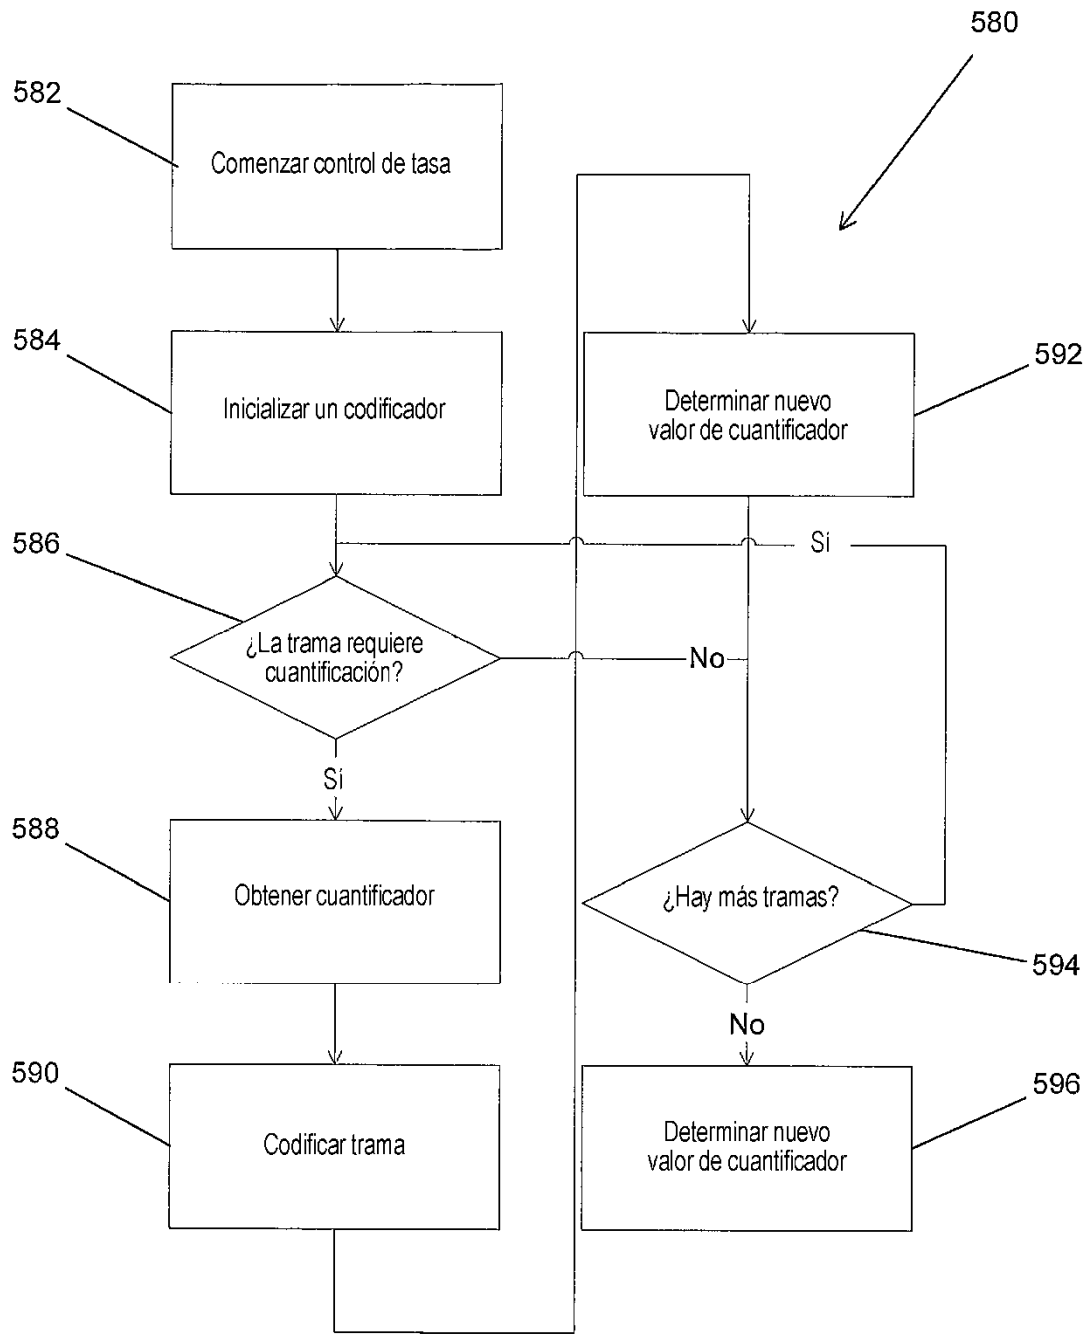 580
582
Comenzar control de tasa
584
Inicializar un codificador
592
Determinar nuevo
valor de cuantificador
586
Sí
¿La trama requiere
cuantificación?
No
Sí
588
Obtener cuantificador
¿Hay más tramas?
594
No
590
Codificar trama
596
Determinar nuevo
valor de cuantificador